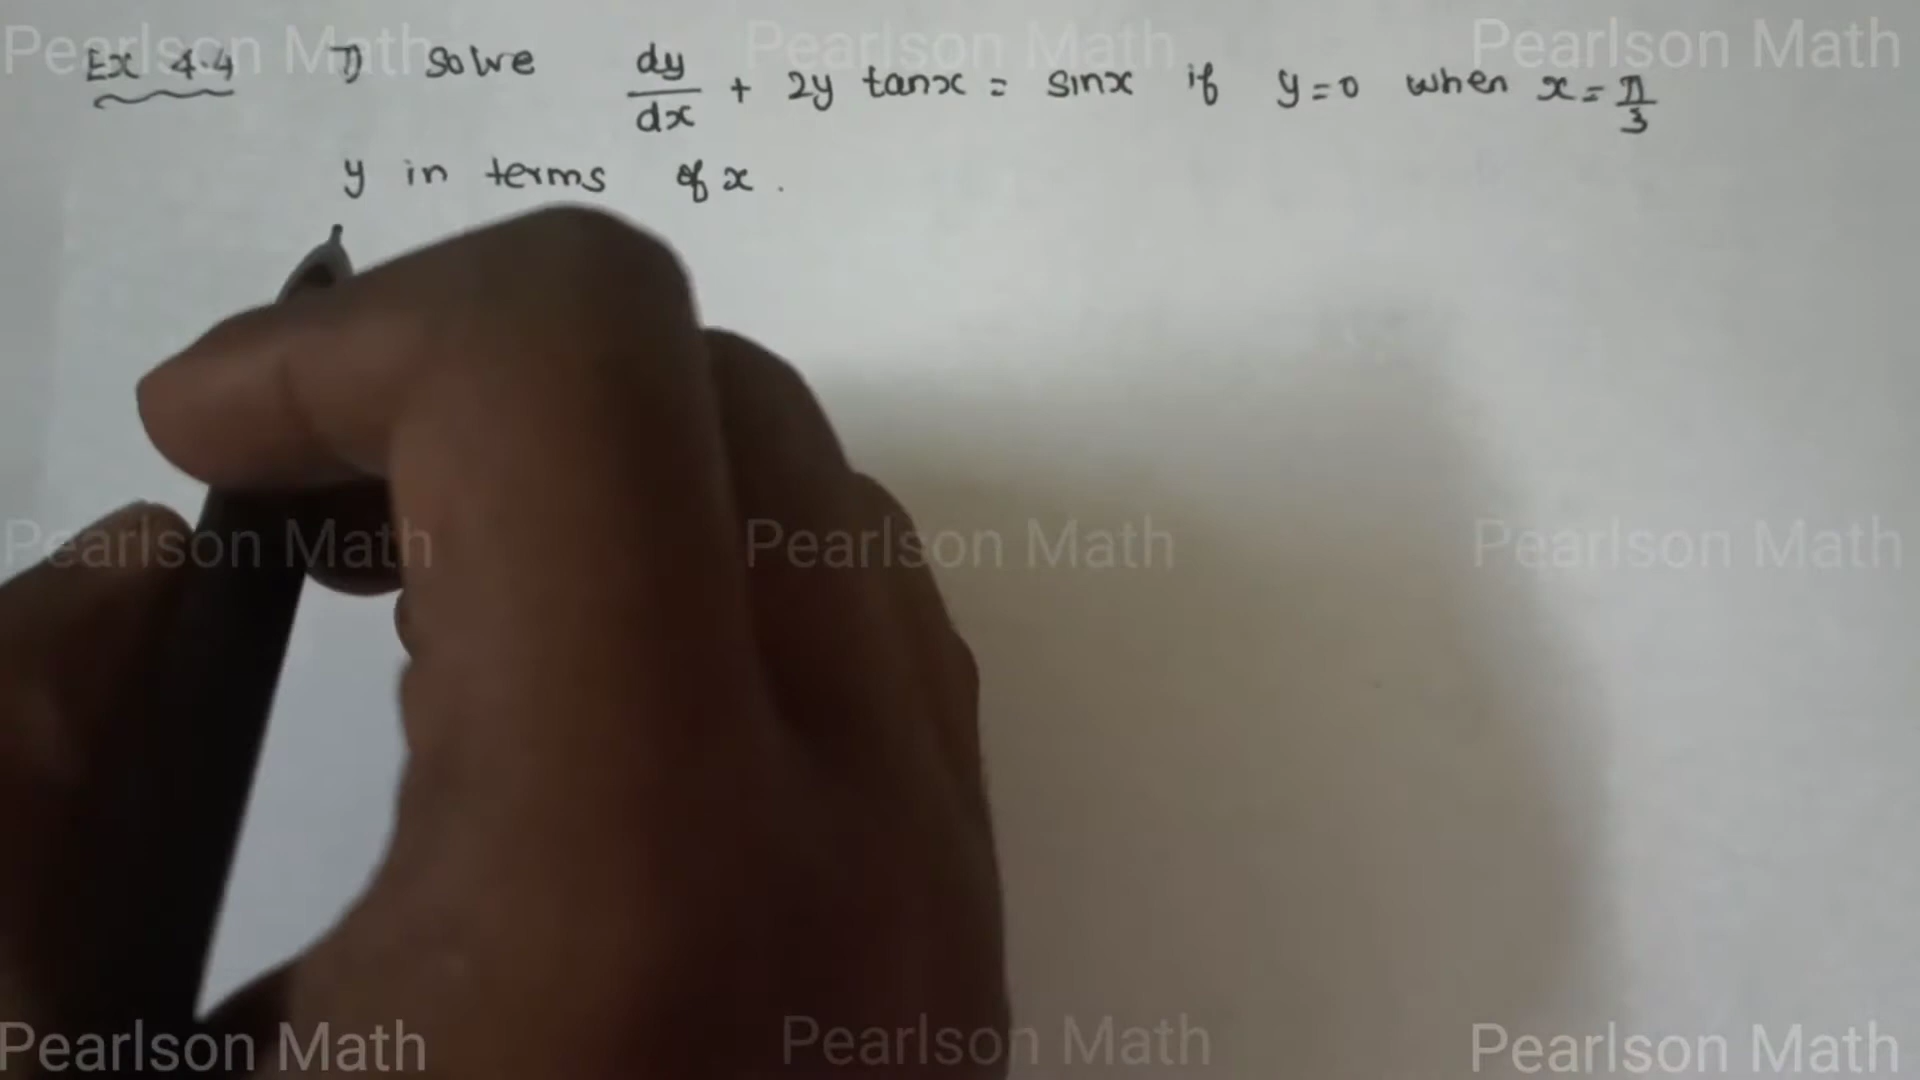 Pearlson Math Pearlson Math Pearlson Math
Ex 4.4 7) Solve dy/dx + 2y tanx = sinx if y=0 when x = π/3
y in terms of x.
Pearlson Math Pearlson Math Pearlson Math
Pearlson Math Pearlson Math Pearlson Math